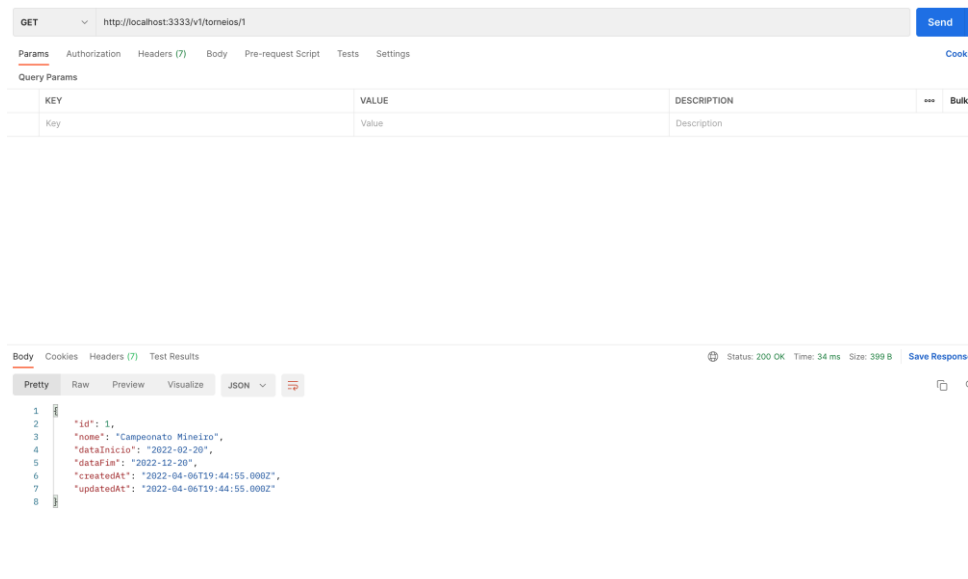 GET http://localhost:3333/v1/torneios/1 Send
Params Authorization Headers (7) Body Pre-request Script Tests Settings
Query Params
KEY VALUE DESCRIPTION ooo Bulk
Key Value Description
Body Cookies Headers (7) Test Results Status: 200 OK Time: 34 ms Size: 399 B Save Respons
Pretty Raw Preview Visualize JSON
1 {
2 "id": 1,
3 "nome": "Campeonato Mineiro",
4 "dataInicio": "2022-02-20",
5 "dataFim": "2022-12-20",
6 "createdAt": "2022-04-06T19:44:55.000Z",
7 "updatedAt": "2022-04-06T19:44:55.000Z"
8 }